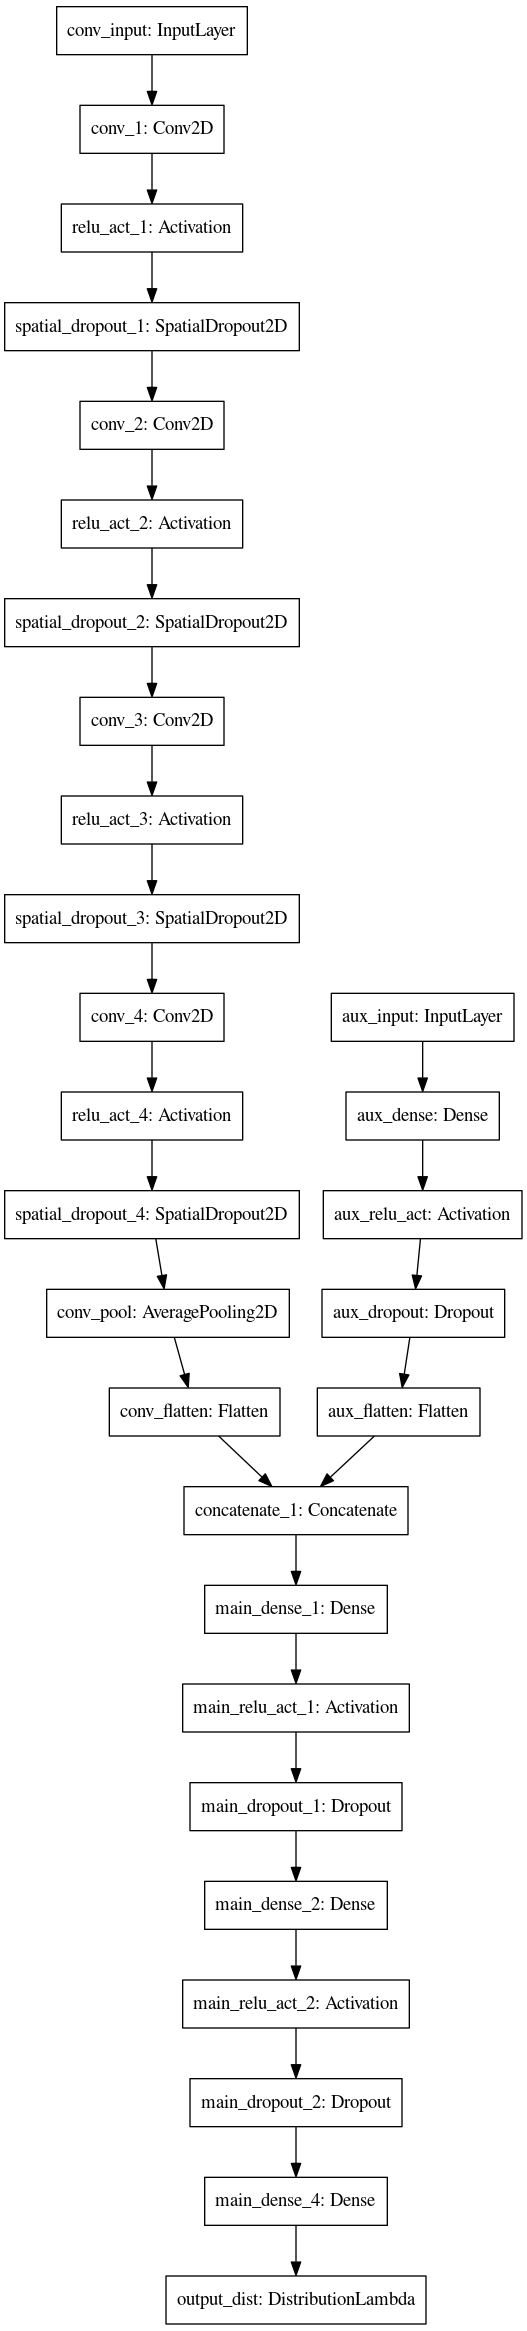 conv_input: InputLayer
conv_1: Conv2D
relu_act_1: Activation
spatial_dropout_1: SpatialDropout2D
conv_2: Conv2D
relu_act_2: Activation
spatial_dropout_2: SpatialDropout2D
conv_3: Conv2D
relu_act_3: Activation
spatial_dropout_3: SpatialDropout2D
conv_4: Conv2D
aux_input: InputLayer
relu_act_4: Activation
aux_dense: Dense
spatial_dropout_4: SpatialDropout2D
aux_relu_act: Activation
conv_pool: AveragePooling2D
aux_dropout: Dropout
conv_flatten: Flatten
aux_flatten: Flatten
concatenate_1: Concatenate
main_dense_1: Dense
main_relu_act_1: Activation
main_dropout_1: Dropout
main_dense_2: Dense
main_relu_act_2: Activation
main_dropout_2: Dropout
main_dense_4: Dense
output_dist: DistributionLambda